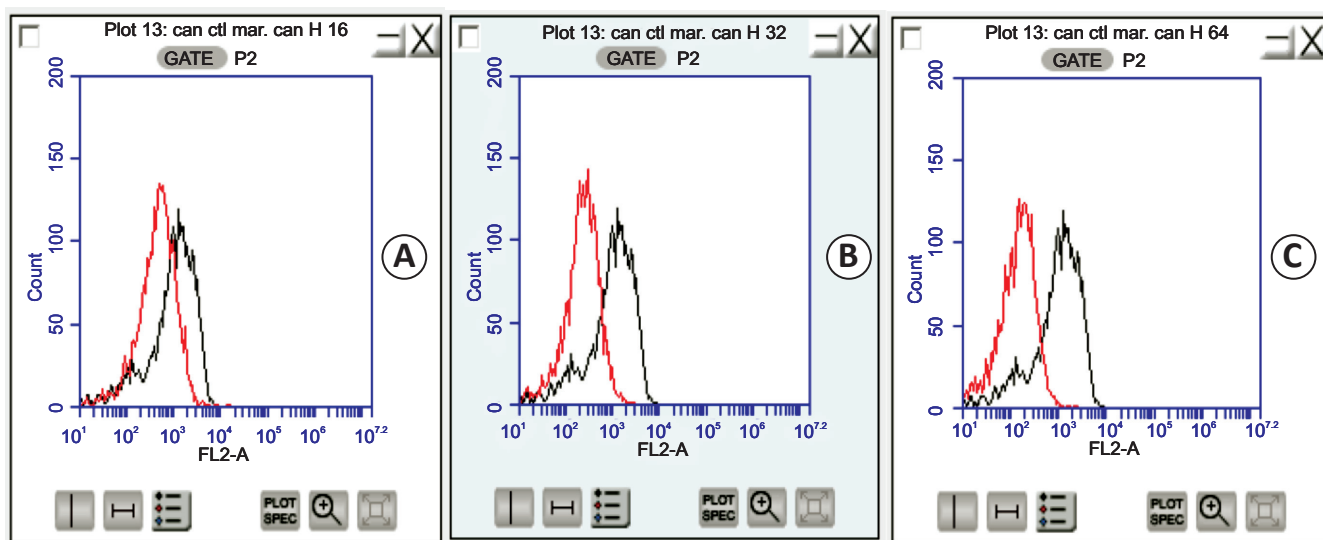 Plot 13: can ctl mar. can H 16
GATE P2
200
150
100
50
0
Count
10¹ 10² 10³ 10⁴ 10⁵ 10⁶ 10⁷·²
FL2-A
A
PLOT
SPEC
Plot 13: can ctl mar. can H 32
GATE P2
200
150
100
50
0
Count
10¹ 10² 10³ 10⁴ 10⁵ 10⁶ 10⁷·²
FL2-A
B
PLOT
SPEC
Plot 13: can ctl mar. can H 64
GATE P2
200
150
100
50
0
Count
10¹ 10² 10³ 10⁴ 10⁵ 10⁶ 10⁷·²
FL2-A
C
PLOT
SPEC